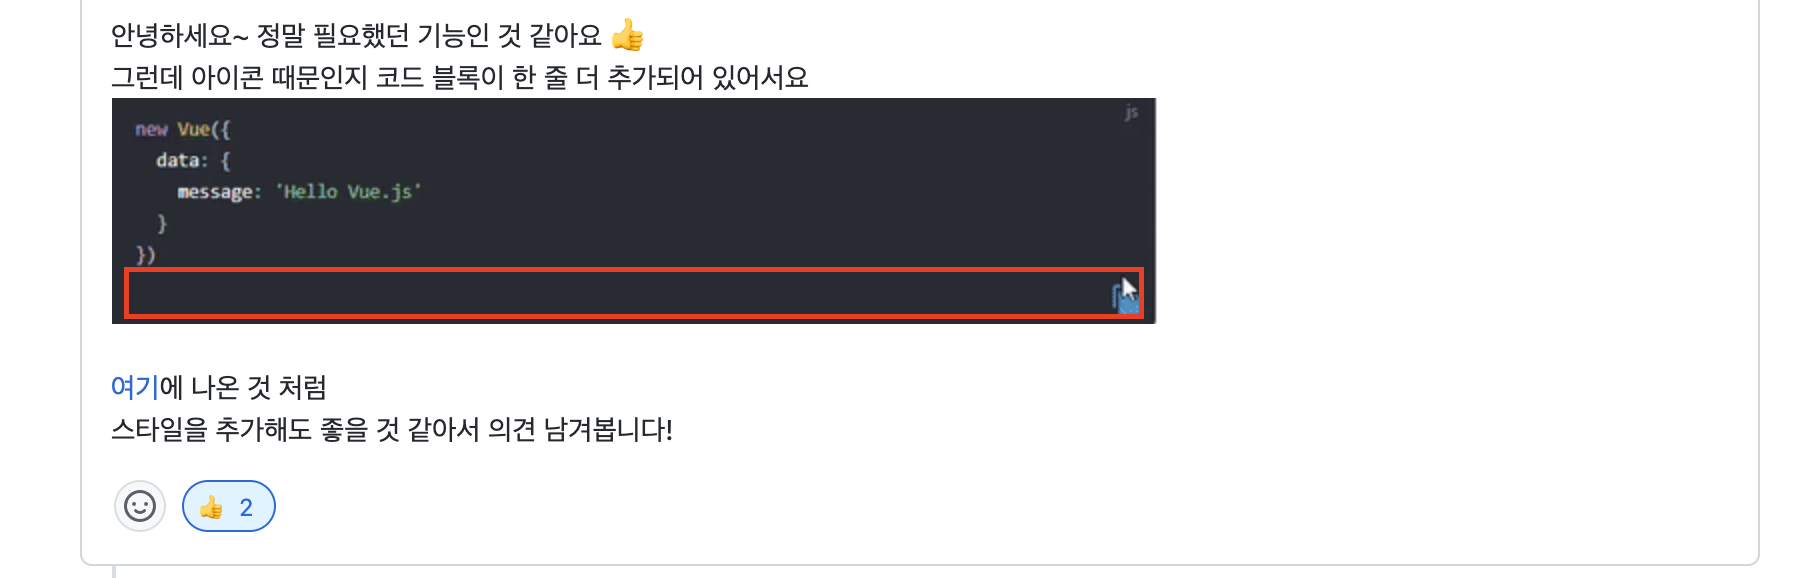 안녕하세요~ 정말 필요했던 기능인 것 같아요 👍
그런데 아이콘 때문인지 코드 블록이 한 줄 더 추가되어 있어서요
js
new Vue({
  data: {
    message: 'Hello Vue.js'
  }
})
여기에 나온 것 처럼
스타일을 추가해도 좋을 것 같아서 의견 남겨봅니다!
👍 2